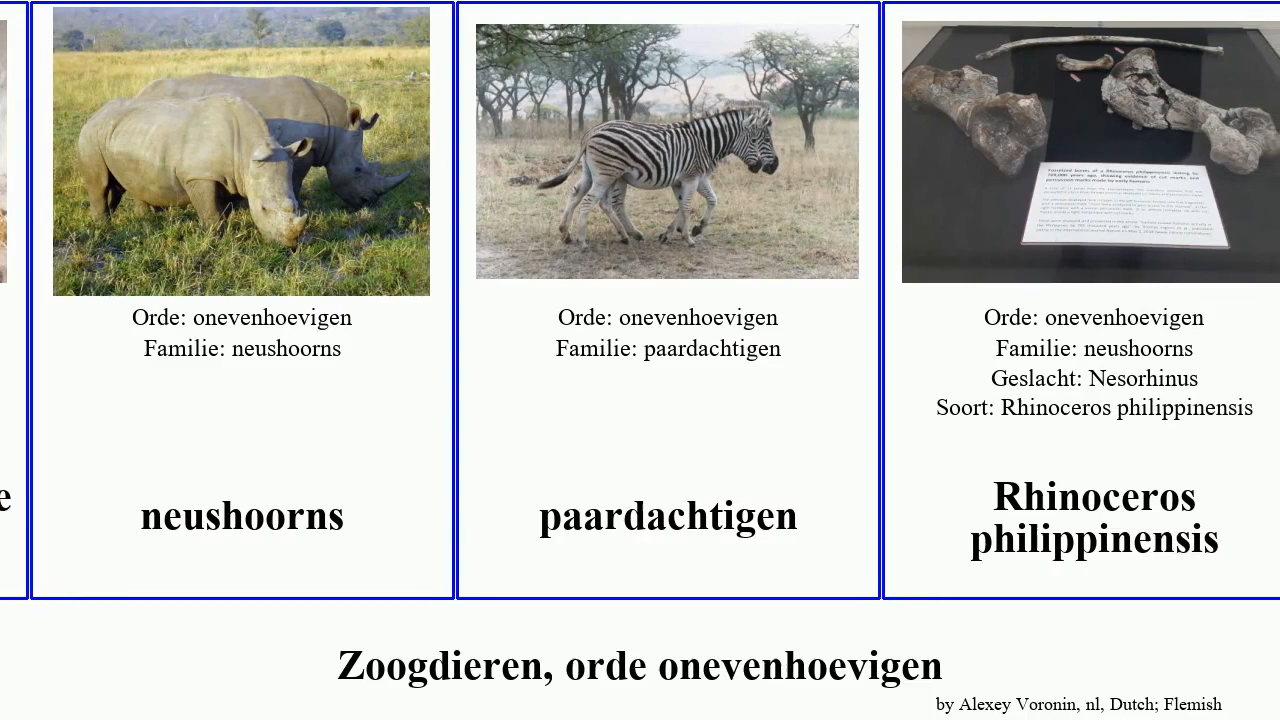 Orde: onevenhoevigen
Familie: neushoorns
neushoorns
Orde: onevenhoevigen
Familie: paardachtigen
paardachtigen
Orde: onevenhoevigen
Familie: neushoorns
Geslacht: Nesorhinus
Soort: Rhinoceros philippinensis
Rhinoceros
philippinensis
e
Zoogdieren, orde onevenhoevigen
by Alexey Voronin, nl, Dutch; Flemish